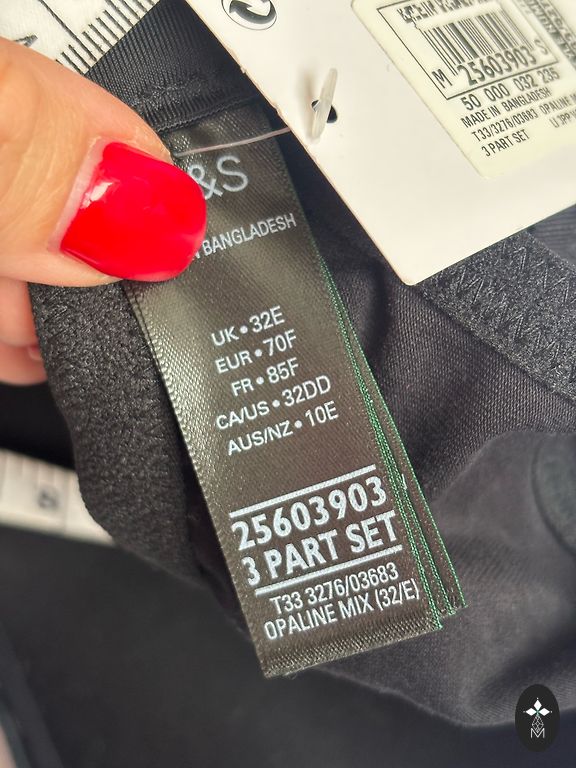 M 25603903 S
50 000 032 235
MADE IN BANGLADESH
T33/3276/03683 OPALINE
3 PART SET
&S
BANGLADESH
UK • 32E
EUR • 70F
FR • 85F
CA/US • 32DD
AUS/NZ • 10E
25603903
3 PART SET
T33 3276/03683
OPALINE MIX (32/E)
M